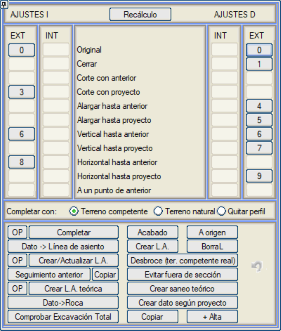 AJUSTES I Recálculo AJUSTES D
EXT INT INT EXT
0 Original 0
Cerrar 1
Corte con anterior
3 Corte con proyecto
Alargar hasta anterior 4
Alargar hasta proyecto 5
6 Vertical hasta anterior 6
Vertical hasta proyecto 7
8 Horizontal hasta anterior
Horizontal hasta proyecto 9
A un punto de anterior
Completar con: Terreno competente Terreno natural Quitar perfil
OP Completar Acabado A origen
Dato -> Línea de asiento Crear L.A. BorraL
OP Crear/Actualizar L.A. Desbroce (ter. competente real)
Seguimiento anterior Copiar Evitar fuera de sección
OP Crear L.A. teórica Crear saneo teórico
Dato->Roca Crear dato según proyecto
Comprobar Excavación Total Copiar + Alta